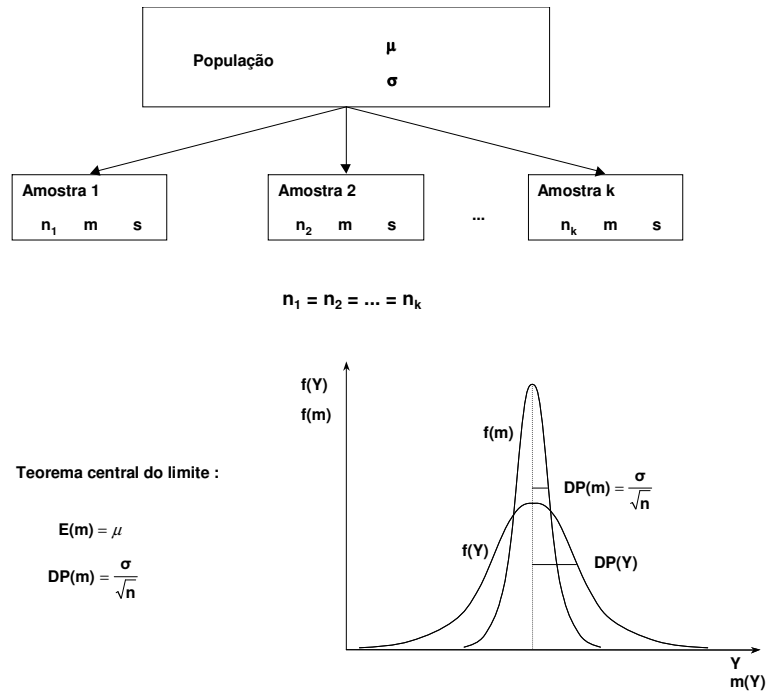 População
μ
σ
Amostra 1
n₁ m s
Amostra 2
n₂ m s
...
Amostra k
nₖ m s
n₁ = n₂ = ... = nₖ
Teorema central do limite :
E(m) = μ
DP(m) = σ/√n
f(Y)
f(m)
f(m)
DP(m) = σ/√n
f(Y)
DP(Y)
Y
m(Y)